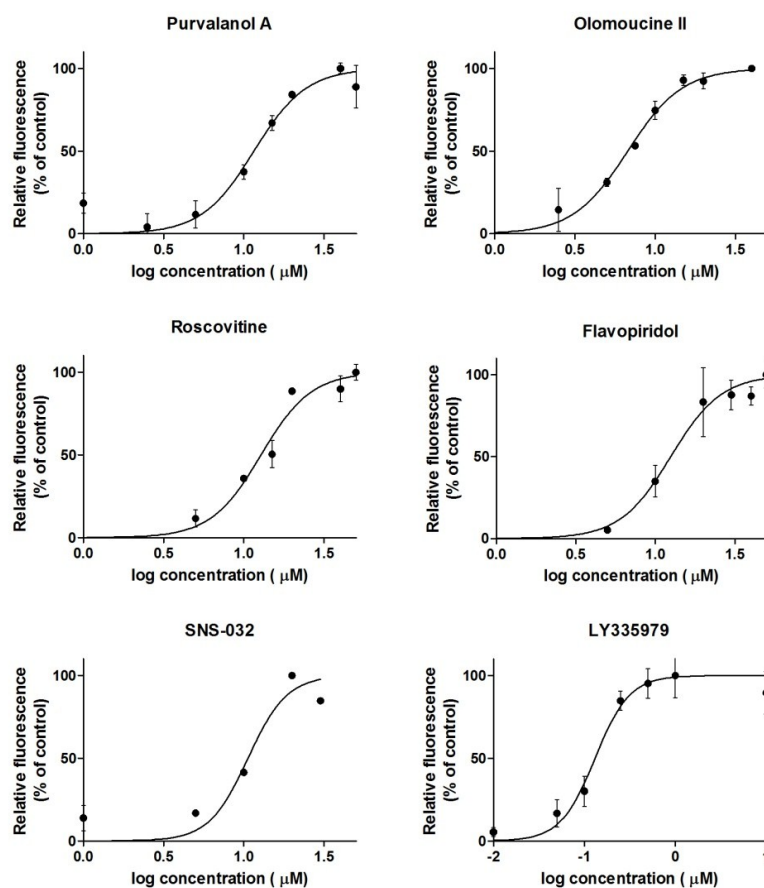 Purvalanol A
Relative fluorescence
(% of control)
100
50
0
0.0 0.5 1.0 1.5
log concentration ( μM)
Olomoucine II
Relative fluorescence
(% of control)
100
50
0
0.0 0.5 1.0 1.5
log concentration ( μM)
Roscovitine
Relative fluorescence
(% of control)
100
50
0
0.0 0.5 1.0 1.5
log concentration ( μM)
Flavopiridol
Relative fluorescence
(% of control)
100
50
0
0.0 0.5 1.0 1.5
log concentration ( μM)
SNS-032
Relative fluorescence
(% of control)
100
50
0
0.0 0.5 1.0 1.5
log concentration ( μM)
LY335979
Relative fluorescence
(% of control)
100
50
0
-2 -1 0
log concentration ( μM)